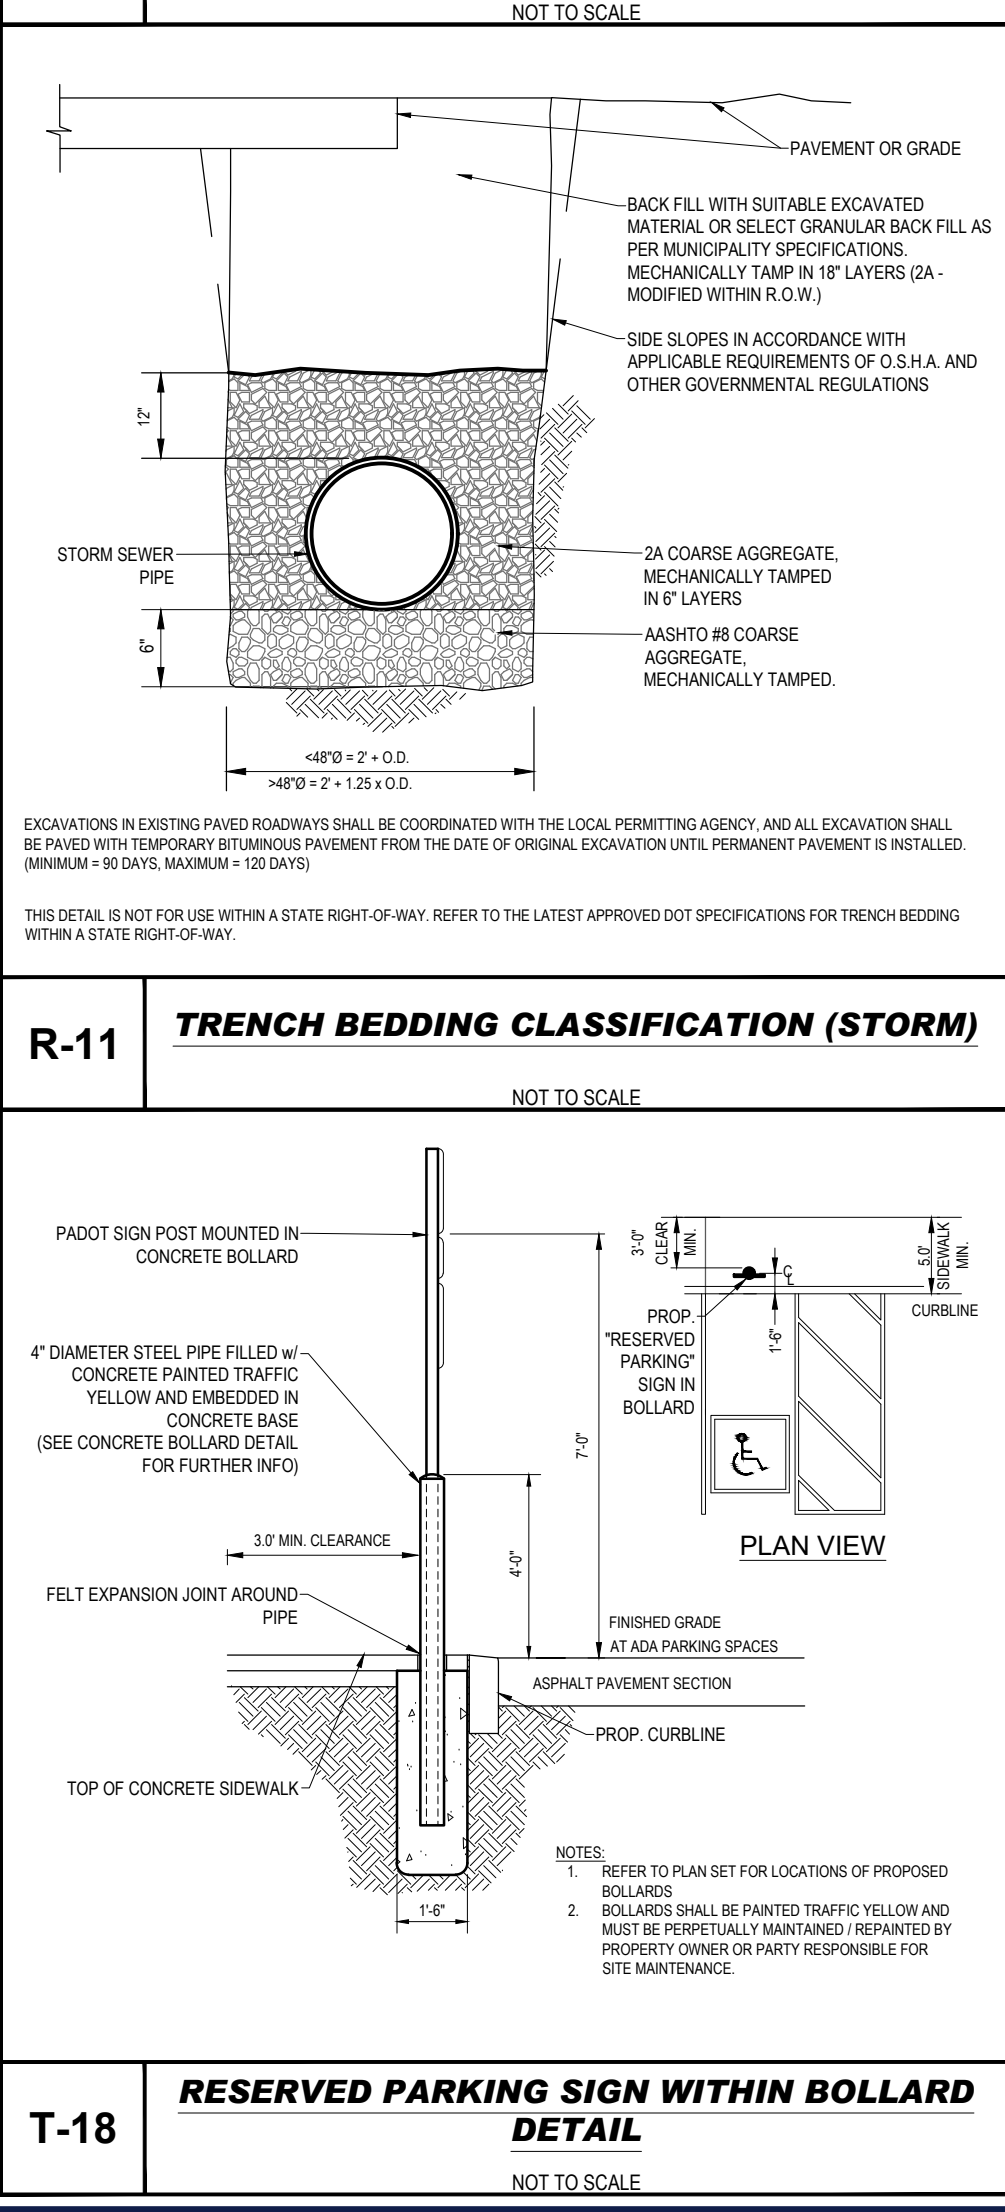 NOT TO SCALE
PAVEMENT OR GRADE
BACK FILL WITH SUITABLE EXCAVATED
MATERIAL OR SELECT GRANULAR BACK FILL AS
PER MUNICIPALITY SPECIFICATIONS.
MECHANICALLY TAMP IN 18" LAYERS (2A -
MODIFIED WITHIN R.O.W.)
SIDE SLOPES IN ACCORDANCE WITH
APPLICABLE REQUIREMENTS OF O.S.H.A. AND
OTHER GOVERNMENTAL REGULATIONS
12"
STORM SEWER
PIPE
2A COARSE AGGREGATE,
MECHANICALLY TAMPED
IN 6" LAYERS
6"
AASHTO #8 COARSE
AGGREGATE,
MECHANICALLY TAMPED.
<48"Ø = 2' + O.D.
>48"Ø = 2' + 1.25 x O.D.
EXCAVATIONS IN EXISTING PAVED ROADWAYS SHALL BE COORDINATED WITH THE LOCAL PERMITTING AGENCY, AND ALL EXCAVATION SHALL
BE PAVED WITH TEMPORARY BITUMINOUS PAVEMENT FROM THE DATE OF ORIGINAL EXCAVATION UNTIL PERMANENT PAVEMENT IS INSTALLED.
(MINIMUM = 90 DAYS, MAXIMUM = 120 DAYS)
THIS DETAIL IS NOT FOR USE WITHIN A STATE RIGHT-OF-WAY. REFER TO THE LATEST APPROVED DOT SPECIFICATIONS FOR TRENCH BEDDING
WITHIN A STATE RIGHT-OF-WAY.
R-11
TRENCH BEDDING CLASSIFICATION (STORM)
NOT TO SCALE
PADOT SIGN POST MOUNTED IN
CONCRETE BOLLARD
4" DIAMETER STEEL PIPE FILLED w/
CONCRETE PAINTED TRAFFIC
YELLOW AND EMBEDDED IN
CONCRETE BASE
(SEE CONCRETE BOLLARD DETAIL
FOR FURTHER INFO)
3.0' MIN. CLEARANCE
FELT EXPANSION JOINT AROUND
PIPE
TOP OF CONCRETE SIDEWALK
1'-6"
4'-0"
7'-0"
FINISHED GRADE
AT ADA PARKING SPACES
ASPHALT PAVEMENT SECTION
PROP. CURBLINE
3'-0"
CLEAR
MIN.
℄
5.0'
SIDEWALK
MIN.
CURBLINE
1'-6"
PROP.
"RESERVED
PARKING"
SIGN IN
BOLLARD
PLAN VIEW
NOTES:
1. REFER TO PLAN SET FOR LOCATIONS OF PROPOSED
BOLLARDS
2. BOLLARDS SHALL BE PAINTED TRAFFIC YELLOW AND
MUST BE PERPETUALLY MAINTAINED / REPAINTED BY
PROPERTY OWNER OR PARTY RESPONSIBLE FOR
SITE MAINTENANCE.
T-18
RESERVED PARKING SIGN WITHIN BOLLARD
DETAIL
NOT TO SCALE